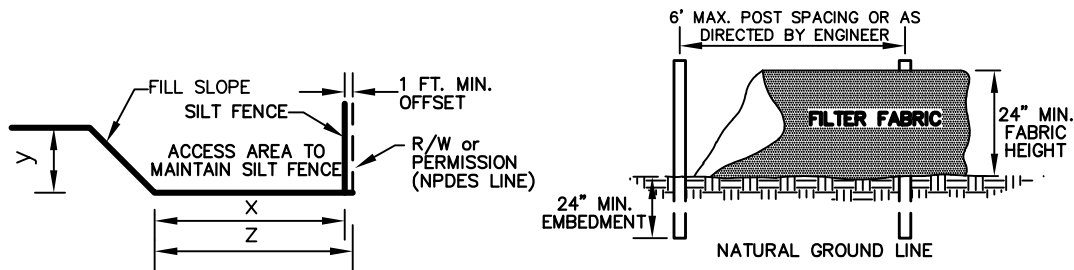 FILL SLOPE
SILT FENCE
1 FT. MIN.
OFFSET
ACCESS AREA TO
MAINTAIN SILT FENCE
R/W or
PERMISSION
(NPDES LINE)
y
X
Z
6' MAX. POST SPACING OR AS
DIRECTED BY ENGINEER
FILTER FABRIC
24" MIN.
FABRIC
HEIGHT
24" MIN.
EMBEDMENT
NATURAL GROUND LINE